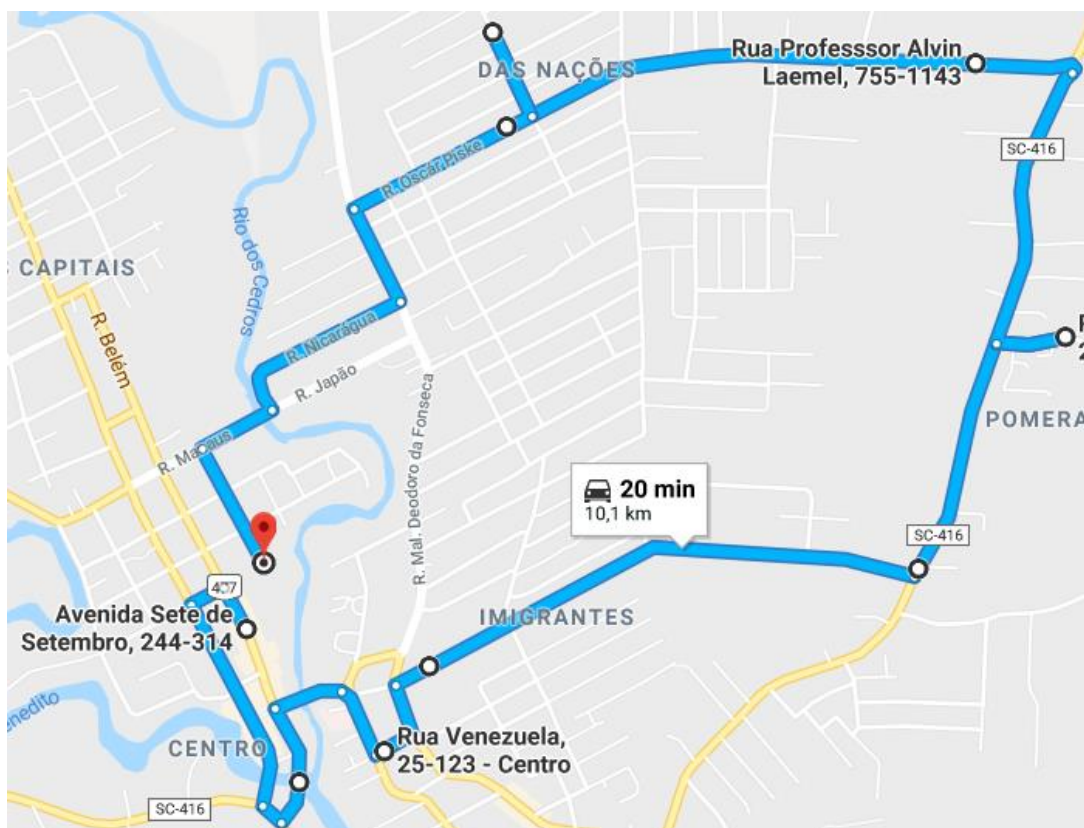 DAS NAÇÕES
Rua Professsor Alvin
Laemel, 755-1143
SC-416
R. Oscar Piske
Rio dos Cedros
S CAPITAIS
R. Belém
R. Nicarágua
R. Japão
R. Mal. Deodoro da Fonseca
POMERA
R. Manaus
20 min
10,1 km
SC-416
Avenida Sete de
Setembro, 244-314
IMIGRANTES
enedito
CENTRO
Rua Venezuela,
25-123 - Centro
SC-416